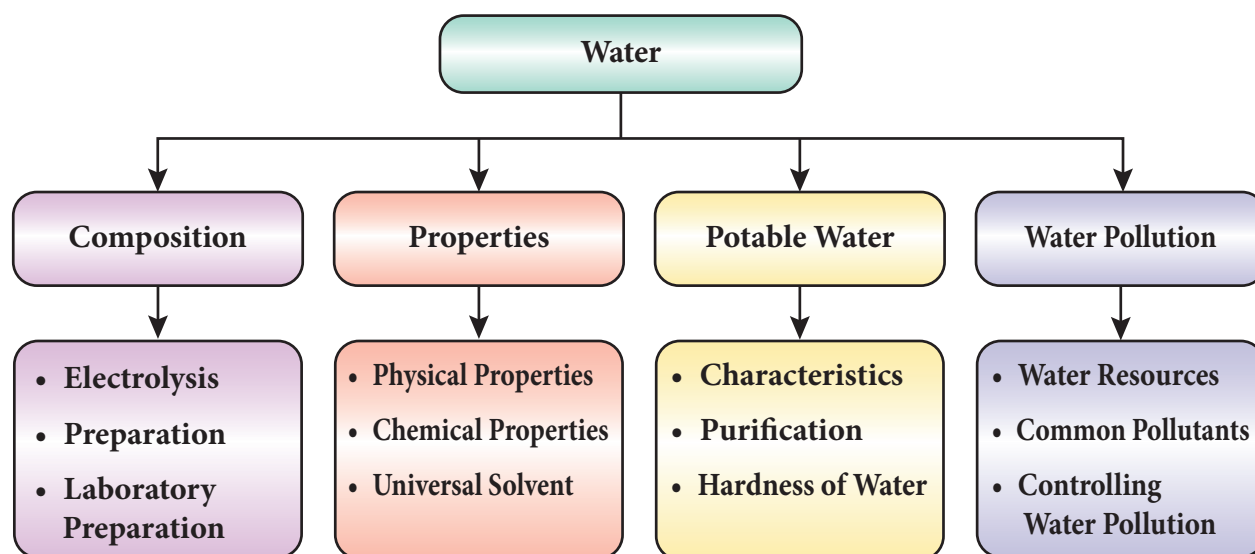 Water
Composition
Properties
Potable Water
Water Pollution
• Electrolysis
• Preparation
• Laboratory
Preparation
• Physical Properties
• Chemical Properties
• Universal Solvent
• Characteristics
• Purification
• Hardness of Water
• Water Resources
• Common Pollutants
• Controlling
Water Pollution